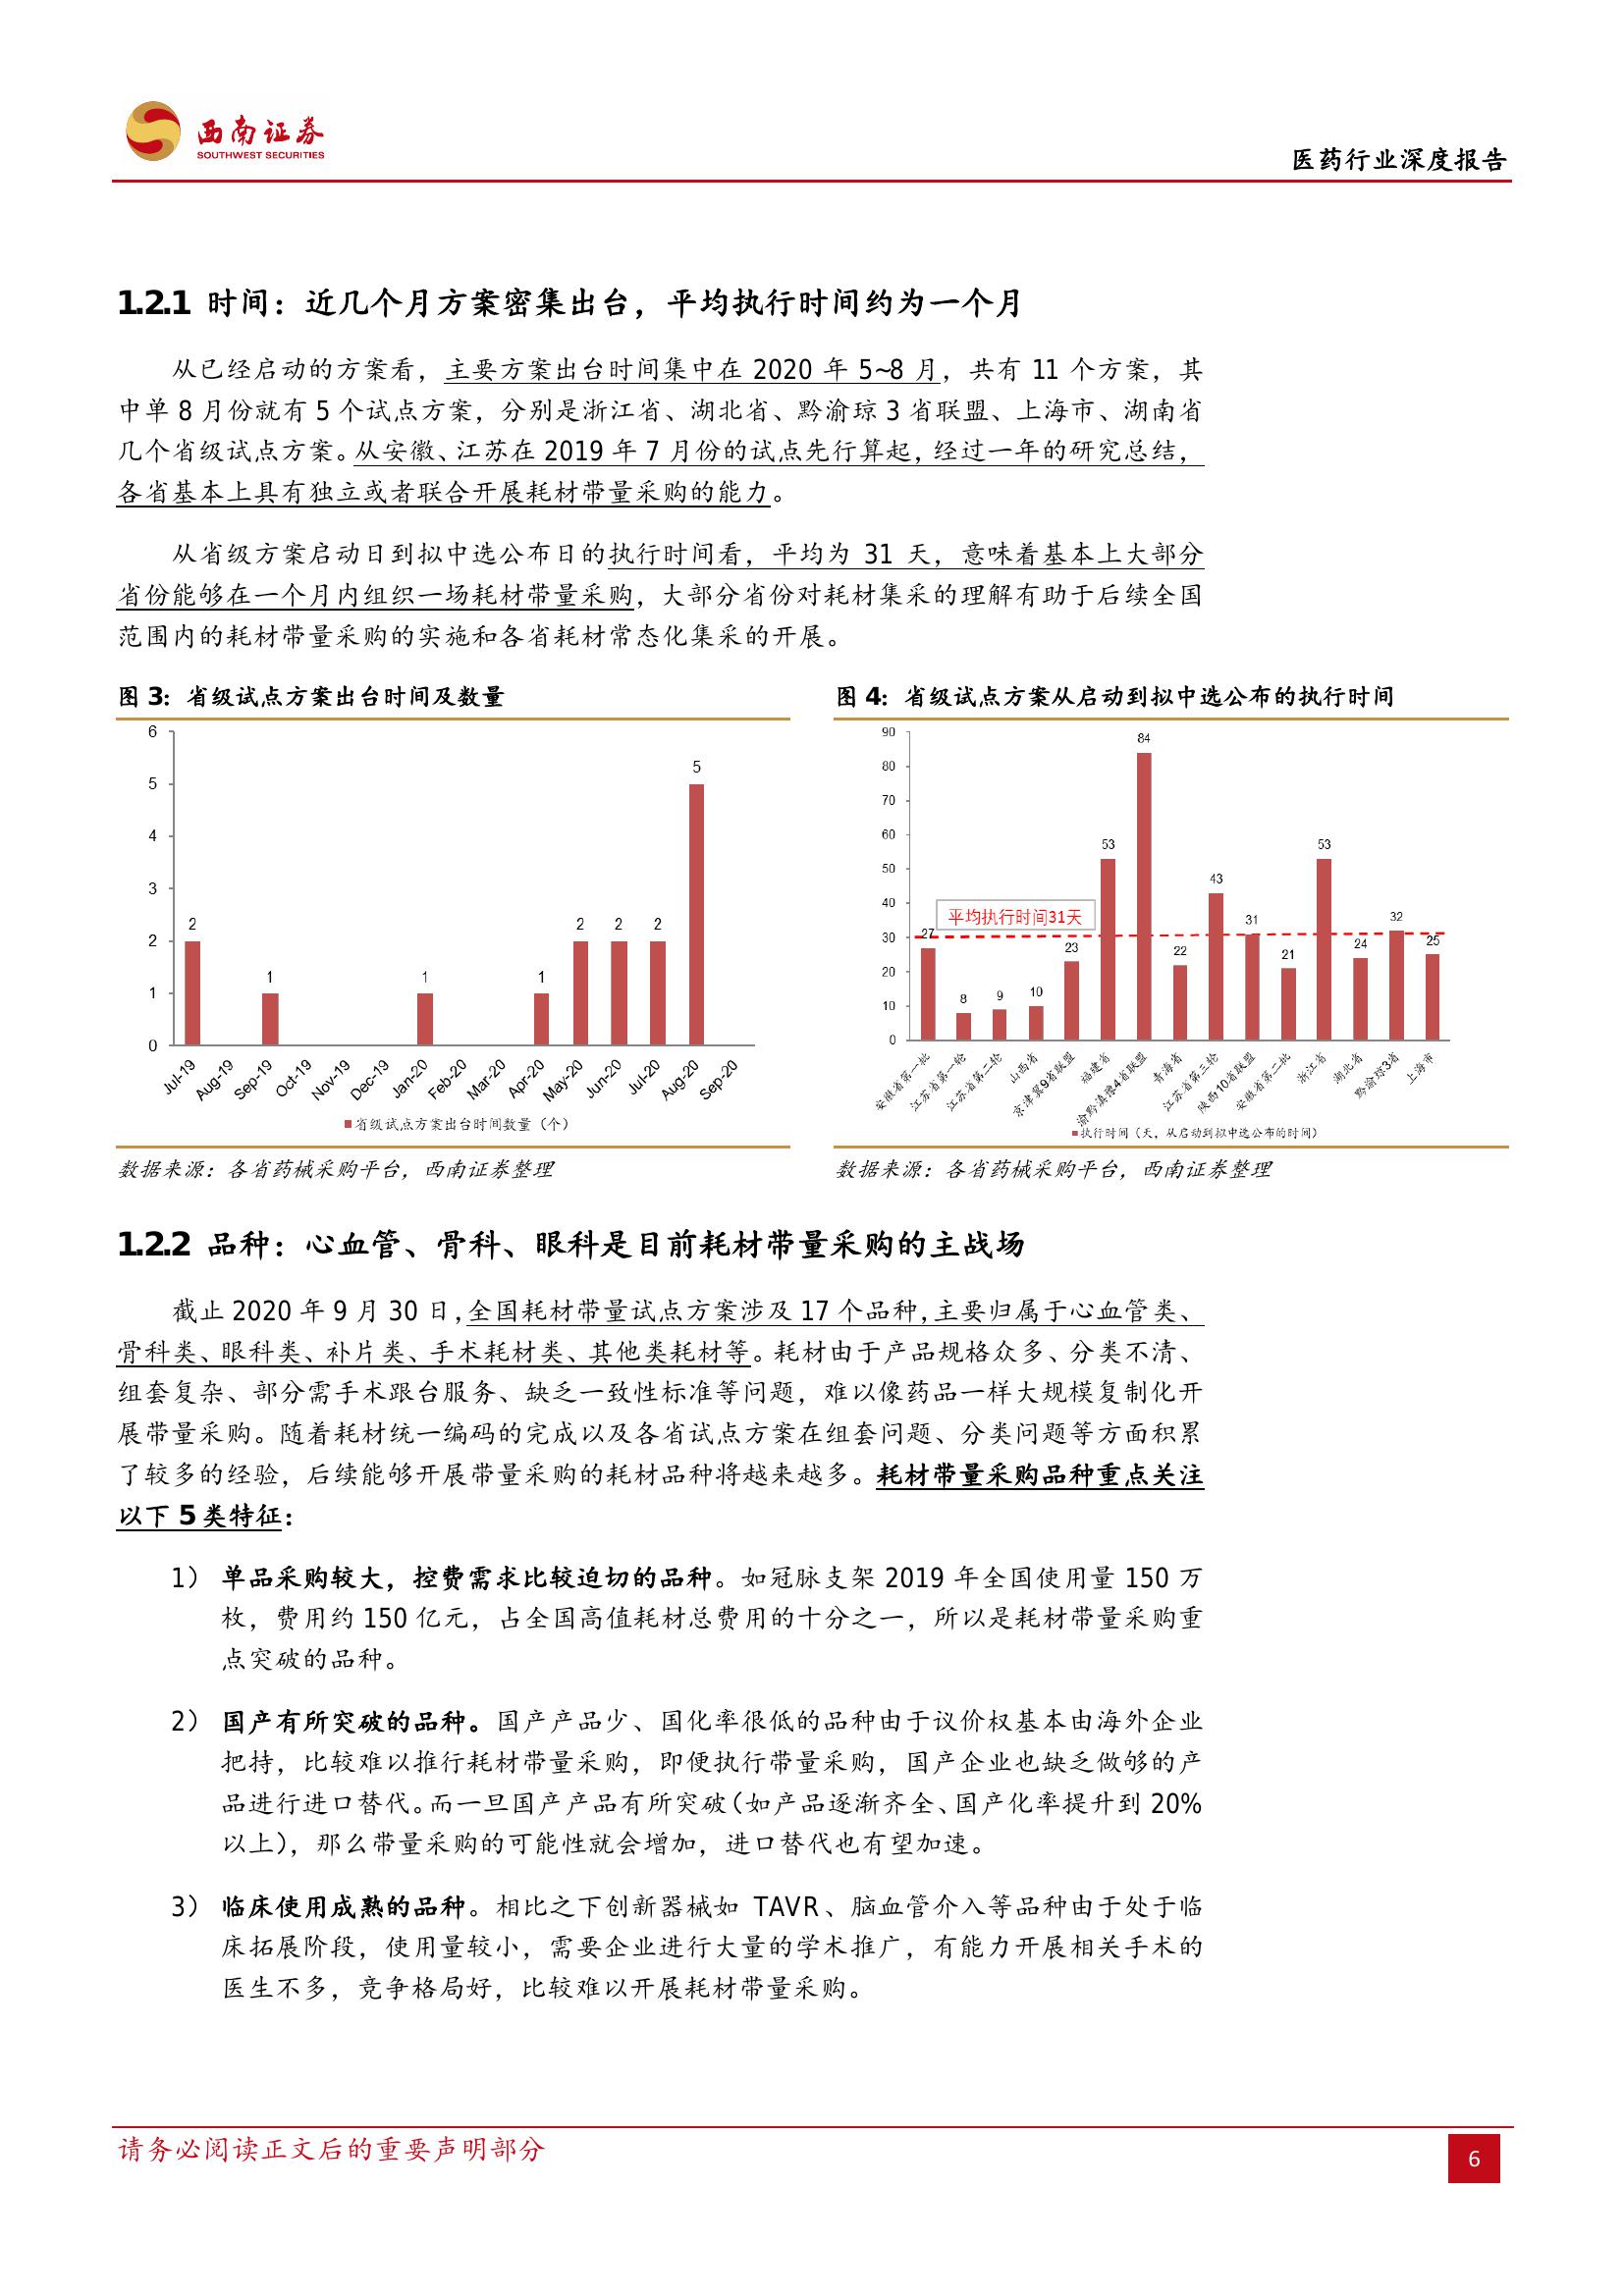 西南证券
SOUTHWEST SECURITIES
医药行业深度报告
1.2.1 时间：近几个月方案密集出台，平均执行时间约为一个月
从已经启动的方案看，主要方案出台时间集中在 2020 年 5~8 月，共有 11 个方案，其
中单 8 月份就有 5 个试点方案，分别是浙江省、湖北省、黔渝琼 3 省联盟、上海市、湖南省
几个省级试点方案。从安徽、江苏在 2019 年 7 月份的试点先行算起，经过一年的研究总结，
各省基本上具有独立或者联合开展耗材带量采购的能力。
从省级方案启动日到拟中选公布日的执行时间看，平均为 31 天，意味着基本上大部分
省份能够在一个月内组织一场耗材带量采购，大部分省份对耗材集采的理解有助于后续全国
范围内的耗材带量采购的实施和各省耗材常态化集采的开展。
图 3：省级试点方案出台时间及数量
6
5
4
3
2
1
0
2
1
1
1
2
2
2
5
Jul-19
Aug-19
Sep-19
Oct-19
Nov-19
Dec-19
Jan-20
Feb-20
Mar-20
Apr-20
May-20
Jun-20
Jul-20
Aug-20
Sep-20
省级试点方案出台时间数量（个）
数据来源：各省药械采购平台，西南证券整理
图 4：省级试点方案从启动到拟中选公布的执行时间
90
80
70
60
50
40
30
20
10
0
平均执行时间31天
27
8
9
10
23
53
84
22
43
31
21
53
24
32
25
安徽省第一批
江苏省第一轮
江苏省第二轮
山西省
京津冀9省联盟
福建省
渝黔滇豫4省联盟
青海省
江苏省第三轮
陕西10省联盟
安徽省第二批
浙江省
湖北省
黔渝琼3省
上海市
执行时间（天，从启动到拟中选公布的时间）
数据来源：各省药械采购平台，西南证券整理
1.2.2 品种：心血管、骨科、眼科是目前耗材带量采购的主战场
截止 2020 年 9 月 30 日，全国耗材带量试点方案涉及 17 个品种，主要归属于心血管类、
骨科类、眼科类、补片类、手术耗材类、其他类耗材等。耗材由于产品规格众多、分类不清、
组套复杂、部分需手术跟台服务、缺乏一致性标准等问题，难以像药品一样大规模复制化开
展带量采购。随着耗材统一编码的完成以及各省试点方案在组套问题、分类问题等方面积累
了较多的经验，后续能够开展带量采购的耗材品种将越来越多。耗材带量采购品种重点关注
以下 5 类特征：
1） 单品采购较大，控费需求比较迫切的品种。如冠脉支架 2019 年全国使用量 150 万
枚，费用约 150 亿元，占全国高值耗材总费用的十分之一，所以是耗材带量采购重
点突破的品种。
2） 国产有所突破的品种。国产产品少、国化率很低的品种由于议价权基本由海外企业
把持，比较难以推行耗材带量采购，即便执行带量采购，国产企业也缺乏做够的产
品进行进口替代。而一旦国产产品有所突破（如产品逐渐齐全、国产化率提升到 20%
以上），那么带量采购的可能性就会增加，进口替代也有望加速。
3） 临床使用成熟的品种。相比之下创新器械如 TAVR、脑血管介入等品种由于处于临
床拓展阶段，使用量较小，需要企业进行大量的学术推广，有能力开展相关手术的
医生不多，竞争格局好，比较难以开展耗材带量采购。
请务必阅读正文后的重要声明部分
6